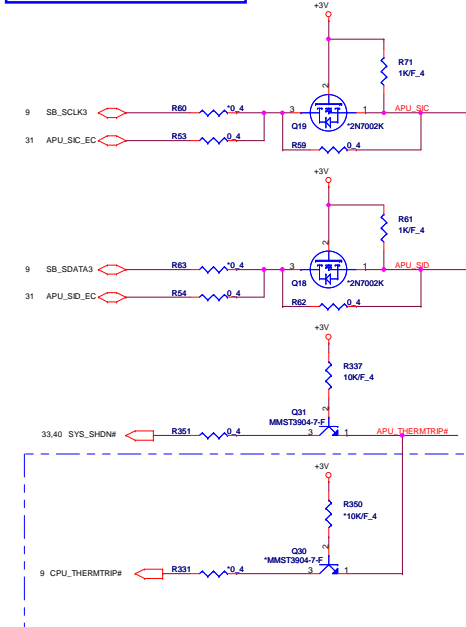 +3V
R71
1K/F_4
2
9 SB_SCLK3 R60 *0_4 3 1 APU_SIC
Q19 *2N7002K
31 APU_SIC_EC R53 0_4 R59 0_4
+3V
R61
1K/F_4
2
9 SB_SDATA3 R63 *0_4 3 1 APU_SID
Q18 *2N7002K
31 APU_SID_EC R54 0_4 R62 0_4
+3V
R337
10K/F_4
Q31 2
MMST3904-7-F
33,40 SYS_SHDN# R351 0_4 3 1 APU_THERMTRIP#
+3V
R350
*10K/F_4
Q30 2
*MMST3904-7-F
9 CPU_THERMTRIP# R331 *0_4 3 1